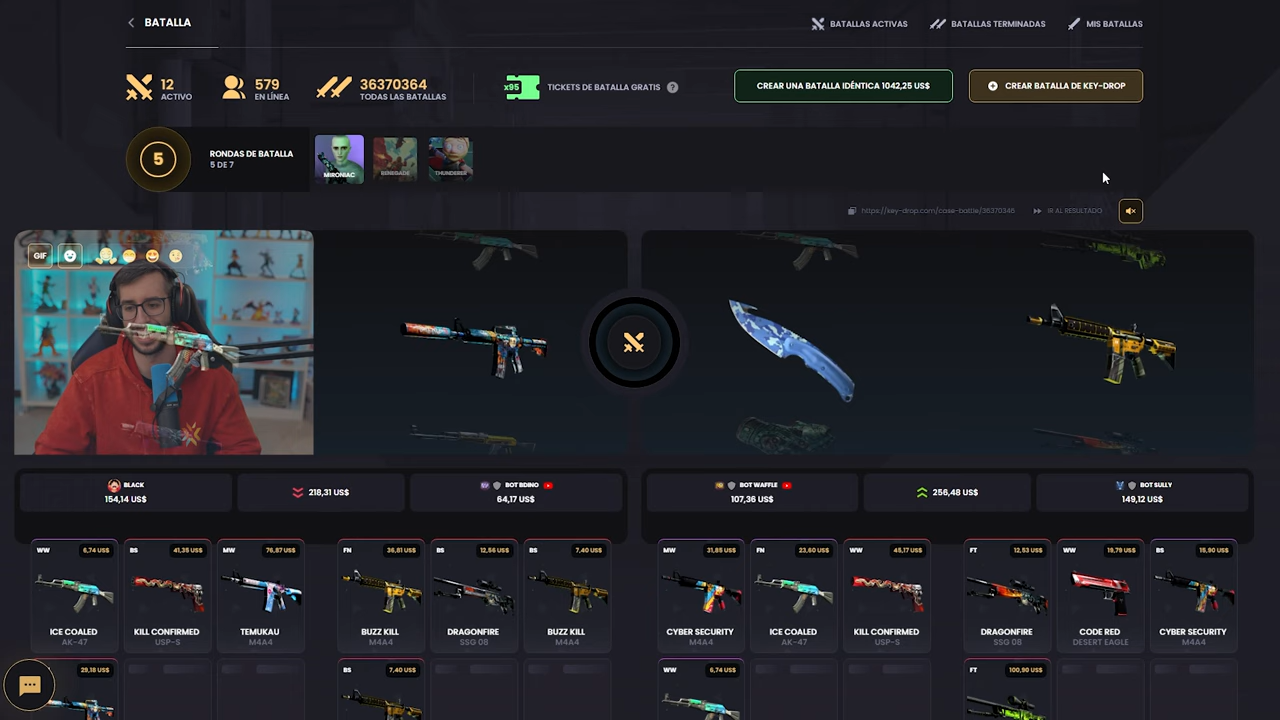 BATALLA
BATALLAS ACTIVAS
BATALLAS TERMINADAS
MIS BATALLAS
12
ACTIVO
579
EN LÍNEA
36370364
TODAS LAS BATALLAS
x95
TICKETS DE BATALLA GRATIS ?
CREAR UNA BATALLA IDÉNTICA 1042,25 US$
CREAR BATALLA DE KEY-DROP
5
RONDAS DE BATALLA
5 DE 7
MIRONIAC
RENEGADE
THUNDERER
https://key-drop.com/case-battle/36370346
IR AL RESULTADO
GIF
BLACK
154,14 US$
218,31 US$
BOT BDINO
64,17 US$
BOT WAFFLE
107,36 US$
256,48 US$
BOT SULLY
149,12 US$
WW 6,74 US$
ICE COALED
AK-47
BS 41,35 US$
KILL CONFIRMED
USP-S
MW 76,87 US$
TEMUKAU
M4A4
FN 36,81 US$
BUZZ KILL
M4A4
BS 12,56 US$
DRAGONFIRE
SSG 08
BS 7,40 US$
BUZZ KILL
M4A4
MW 31,85 US$
CYBER SECURITY
M4A4
FN 23,60 US$
ICE COALED
AK-47
WW 45,17 US$
KILL CONFIRMED
USP-S
FT 12,53 US$
DRAGONFIRE
SSG 08
WW 19,79 US$
CODE RED
DESERT EAGLE
BS 15,90 US$
CYBER SECURITY
M4A4
29,18 US$
BS 7,40 US$
WW 6,74 US$
FT 100,90 US$